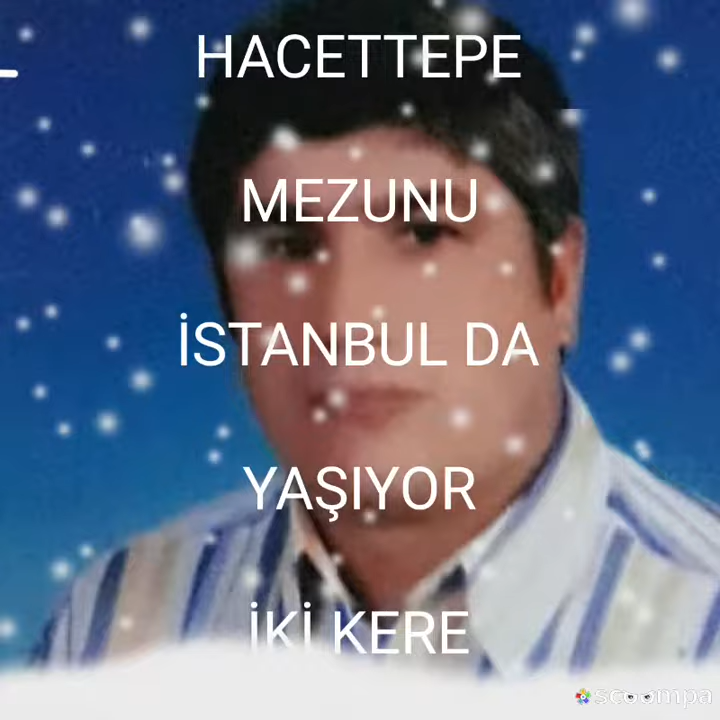 HACETTEPE
MEZUNU
İSTANBUL DA
YAŞIYOR
İKİ KERE
scoompa